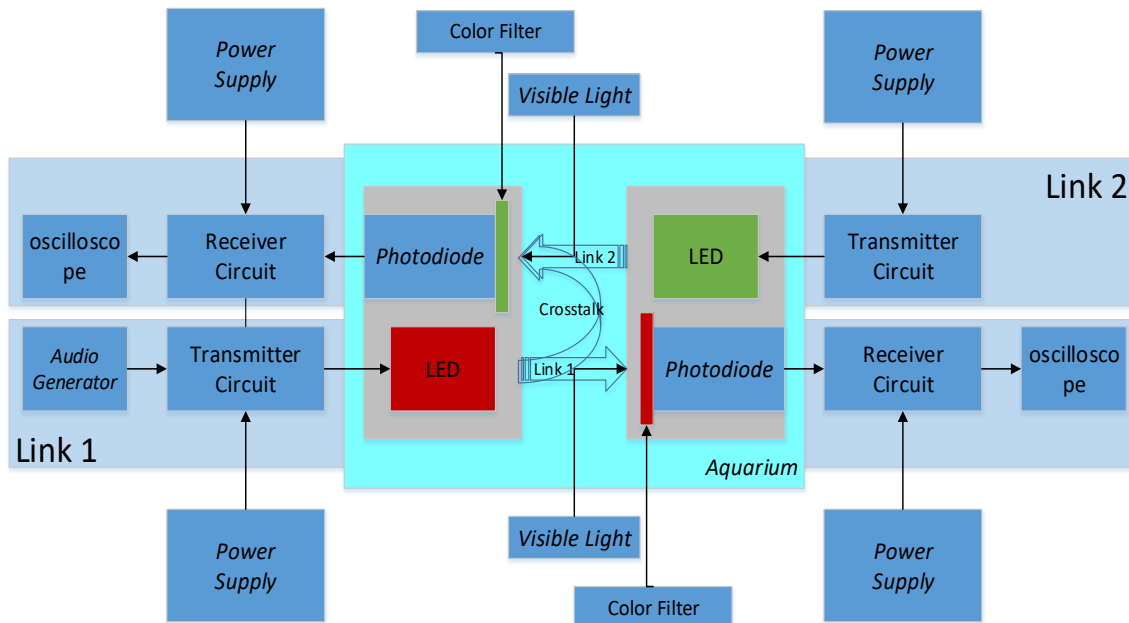 Power
Supply
Color Filter
Visible Light
Power
Supply
Link 2
oscillosco
pe
Receiver
Circuit
Photodiode
Link 2
LED
Transmitter
Circuit
Crosstalk
Audio
Generator
Transmitter
Circuit
LED
Link 1
Photodiode
Receiver
Circuit
oscillosco
pe
Link 1
Aquarium
Power
Supply
Visible Light
Power
Supply
Color Filter